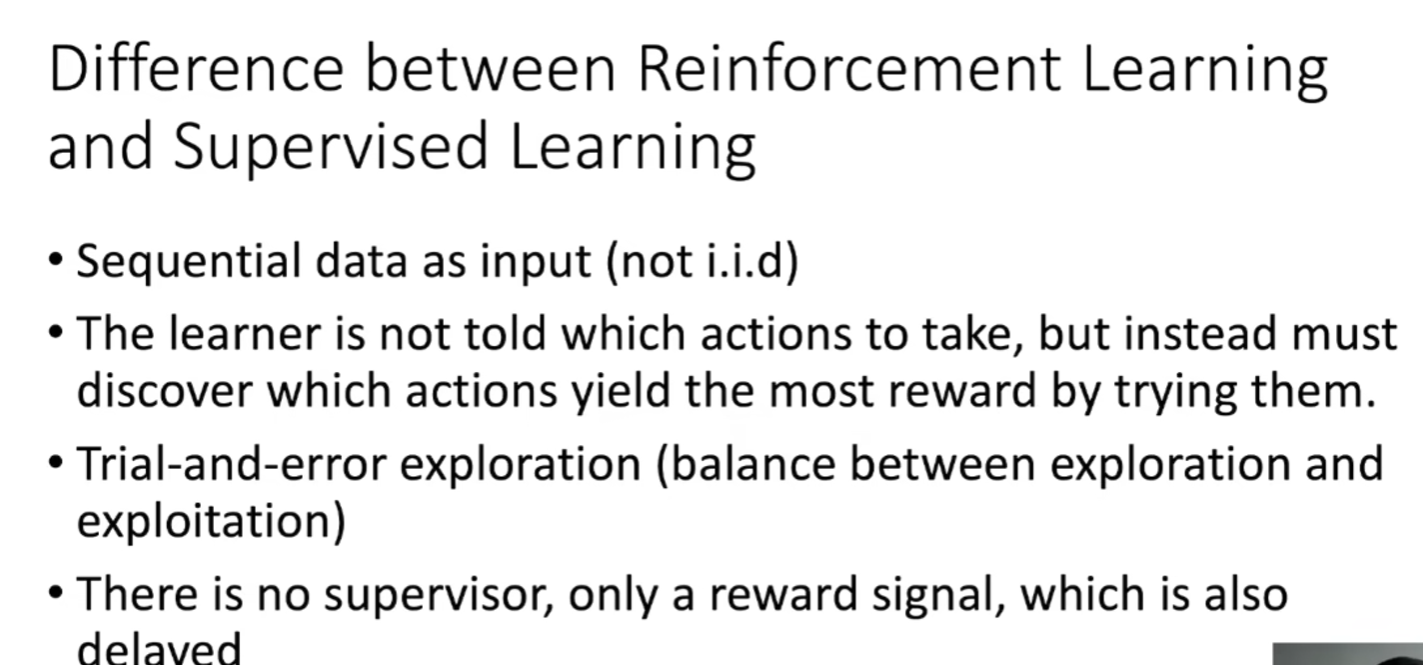 Difference between Reinforcement Learning
and Supervised Learning
• Sequential data as input (not i.i.d)
• The learner is not told which actions to take, but instead must
discover which actions yield the most reward by trying them.
• Trial-and-error exploration (balance between exploration and
exploitation)
• There is no supervisor, only a reward signal, which is also
delayed